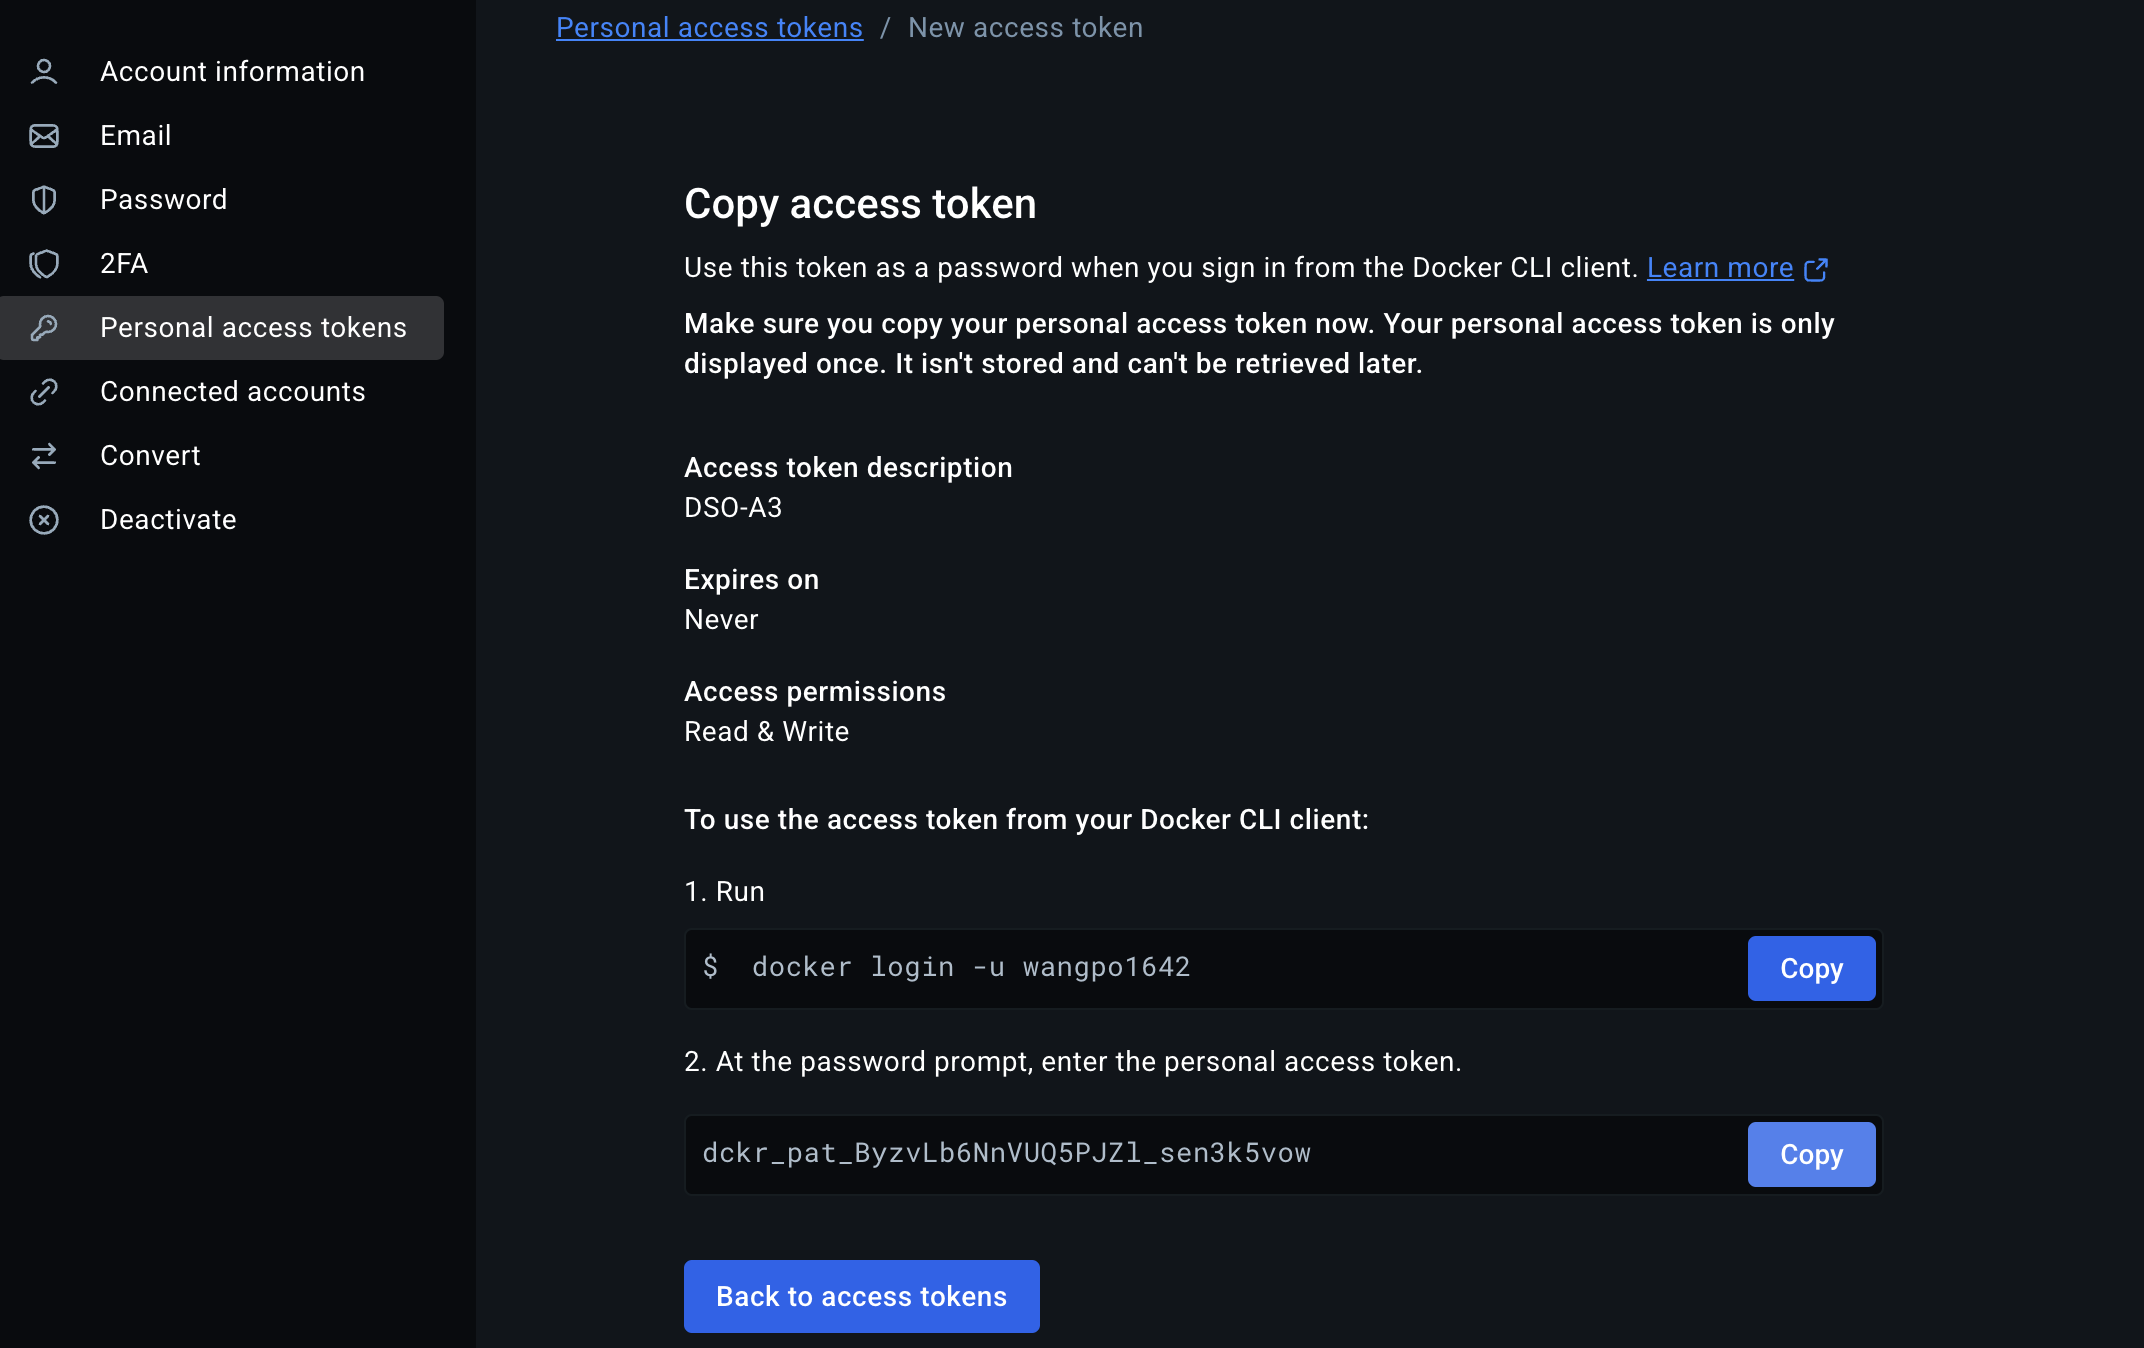 Personal access tokens / New access token
Account information
Email
Password
2FA
Personal access tokens
Connected accounts
Convert
Deactivate
Copy access token
Use this token as a password when you sign in from the Docker CLI client. Learn more
Make sure you copy your personal access token now. Your personal access token is only
displayed once. It isn't stored and can't be retrieved later.
Access token description
DSO-A3
Expires on
Never
Access permissions
Read & Write
To use the access token from your Docker CLI client:
1. Run
$ docker login -u wangpo1642
Copy
2. At the password prompt, enter the personal access token.
dckr_pat_ByzvLb6NnVUQ5PJZl_sen3k5vow
Copy
Back to access tokens